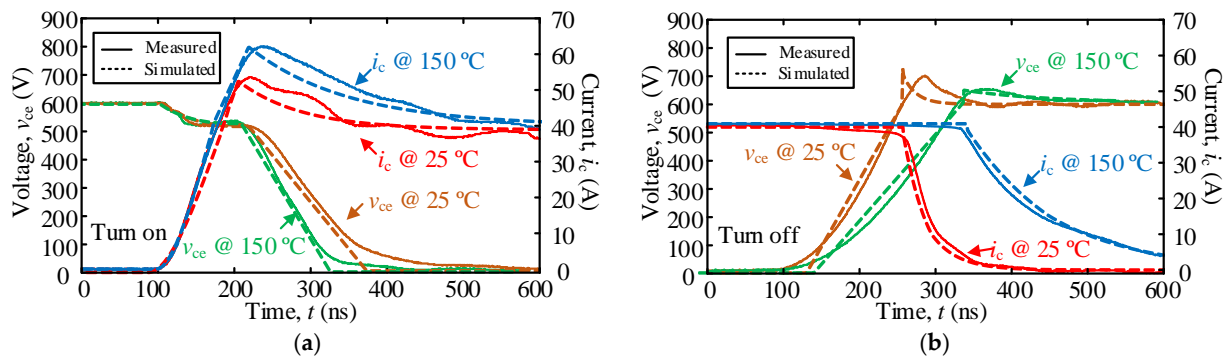 900
800
700
600
500
400
300
200
100
0
Voltage, vce (V)
Measured
Simulated
ic @ 150 ºC
ic @ 25 ºC
vce @ 25 ºC
vce @ 150 ºC
Turn on
70
60
50
40
30
20
10
0
Current, ic (A)
0 100 200 300 400 500 600
Time, t (ns)
(a)
900
800
700
600
500
400
300
200
100
0
Voltage, vce (V)
Measured
Simulated
vce @ 150 ºC
vce @ 25 ºC
ic @ 150 ºC
Turn off
ic @ 25 ºC
70
60
50
40
30
20
10
0
Current, ic (A)
0 100 200 300 400 500 600
Time, t (ns)
(b)